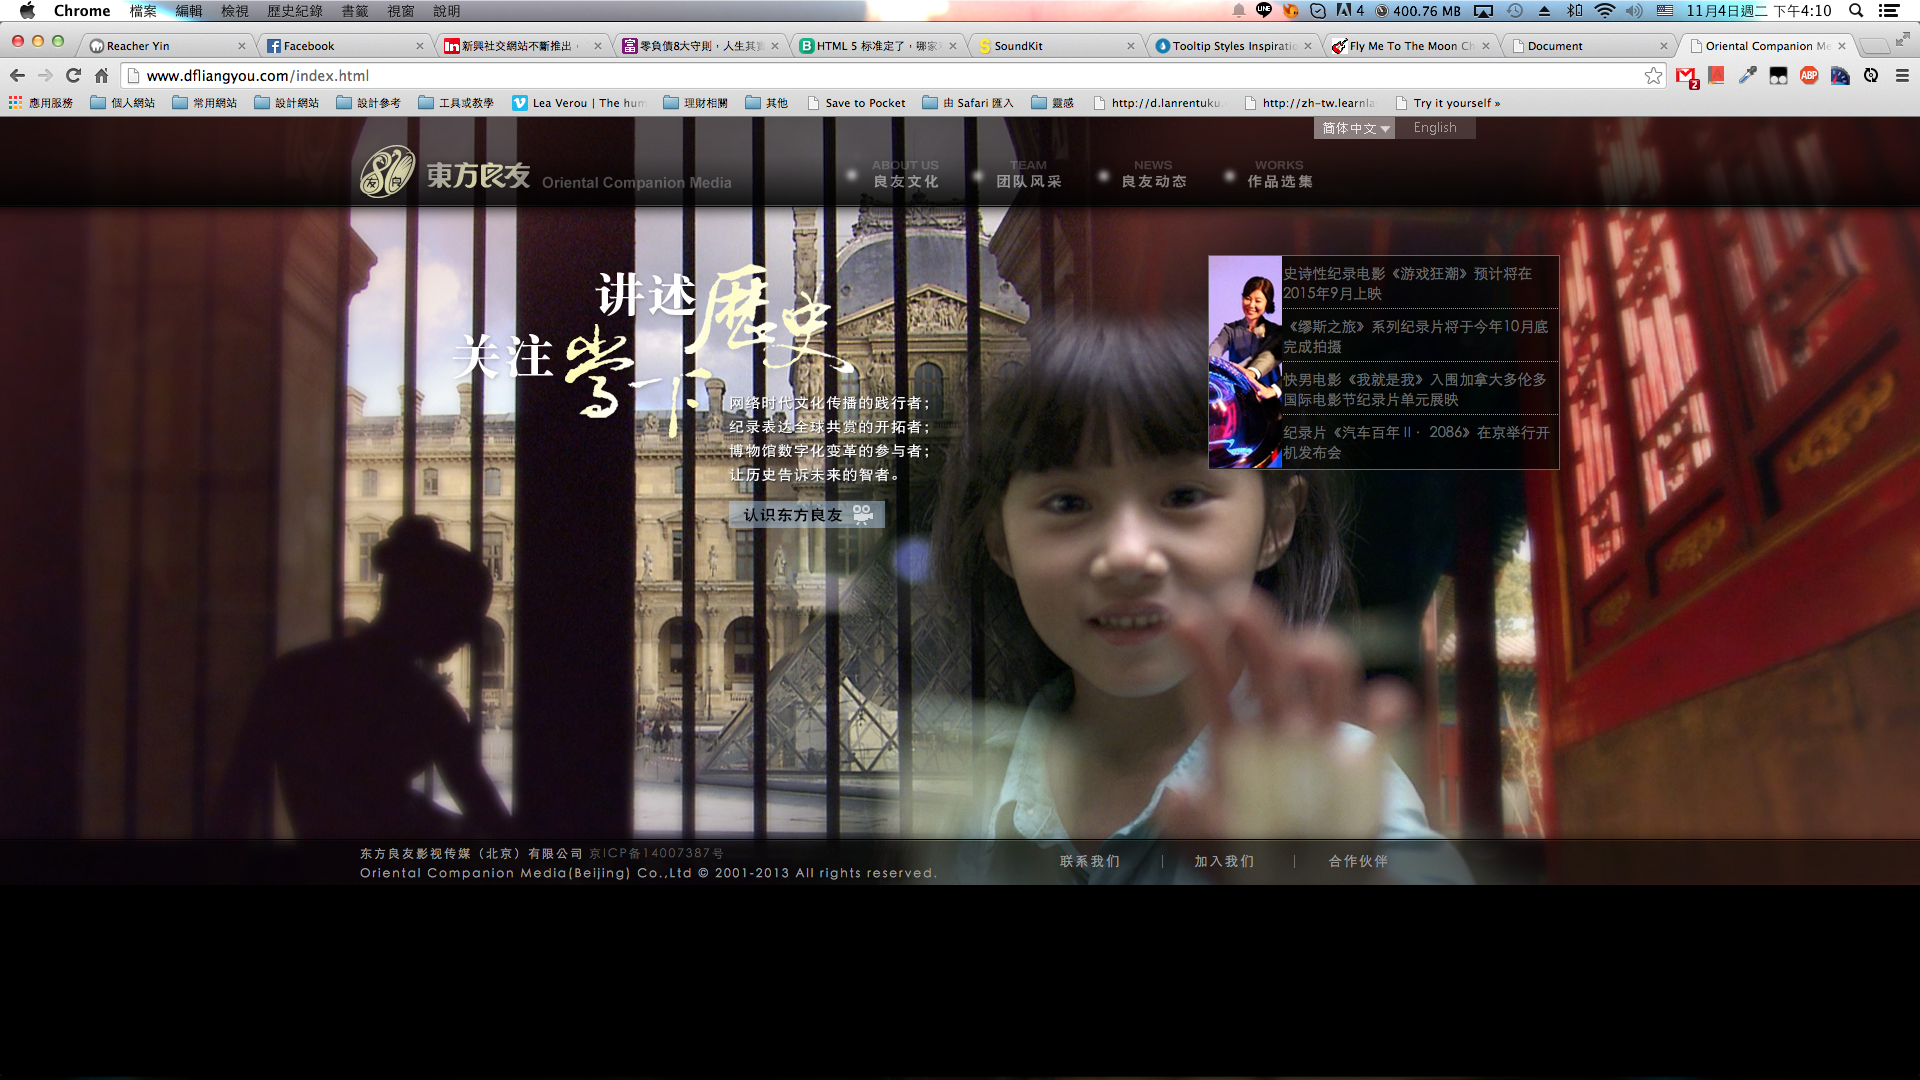 Chrome 檔案 編輯 檢視 歷史紀錄 書籤 視窗 說明 4 400.76 MB 11月4日週二 下午4:10
Reacher Yin Facebook 新興社交網站不斷推出， 零負債8大守則，人生其實 HTML 5 标准定了，哪家 SoundKit Tooltip Styles Inspiratio Fly Me To The Moon Ch Document Oriental Companion Me
www.dfliangyou.com/index.html
應用服務 個人網站 常用網站 設計網站 設計參考 工具或教學 Lea Verou | The hum 理財相關 其他 Save to Pocket 由 Safari 匯入 靈感 http://d.lanrentuku. http://zh-tw.learnla Try it yourself »
简体中文 English
東方良友 Oriental Companion Media
ABOUT US TEAM NEWS WORKS
良友文化 团队风采 良友动态 作品选集
讲述歷史
关注當下
网络时代文化传播的践行者；
纪录表达全球共赏的开拓者；
博物馆数字化变革的参与者；
让历史告诉未来的智者。
认识东方良友
史诗性纪录电影《游戏狂潮》预计将在
2015年9月上映
《缪斯之旅》系列纪录片将于今年10月底
完成拍摄
快男电影《我就是我》入围加拿大多伦多
国际电影节纪录片单元展映
纪录片《汽车百年Ⅱ· 2086》在京举行开
机发布会
东方良友影视传媒（北京）有限公司 京ICP备14007387号
Oriental Companion Media(Beijing) Co.,Ltd © 2001-2013 All rights reserved.
联系我们 | 加入我们 | 合作伙伴